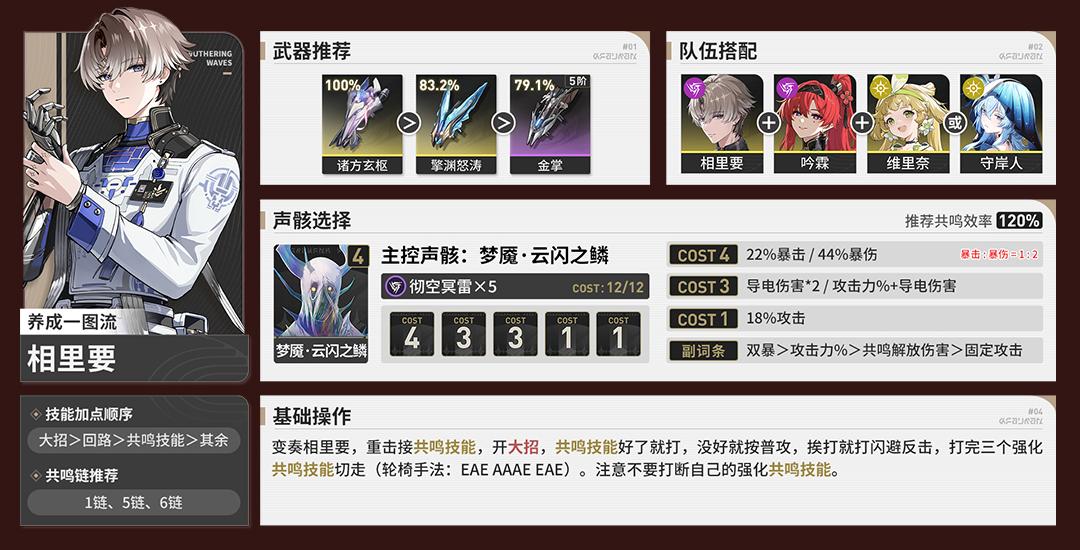 WUTHERING
WAVES
养成一图流
相里要
技能加点顺序
大招＞回路＞共鸣技能＞其余
共鸣链推荐
1链、5链、6链
武器推荐
#01
100%
诸方玄枢
>
83.2%
擎渊怒涛
>
79.1%
5阶
金掌
队伍搭配
#02
相里要
+
吟霖
+
维里奈
或
守岸人
声骸选择
推荐共鸣效率 120%
4
梦魇·云闪之鳞
主控声骸：梦魇·云闪之鳞
彻空冥雷×5
COST: 12/12
COST 4
COST 3
COST 3
COST 1
COST 1
COST 4 22%暴击 / 44%暴伤 暴击 : 暴伤 = 1 : 2
COST 3 导电伤害*2 / 攻击力%+导电伤害
COST 1 18%攻击
副词条 双暴＞攻击力%＞共鸣解放伤害＞固定攻击
基础操作
#04
变奏相里要，重击接共鸣技能，开大招，共鸣技能好了就打，没好就按普攻，挨打就打闪避反击，打完三个强化
共鸣技能切走（轮椅手法：EAE AAAE EAE）。注意不要打断自己的强化共鸣技能。